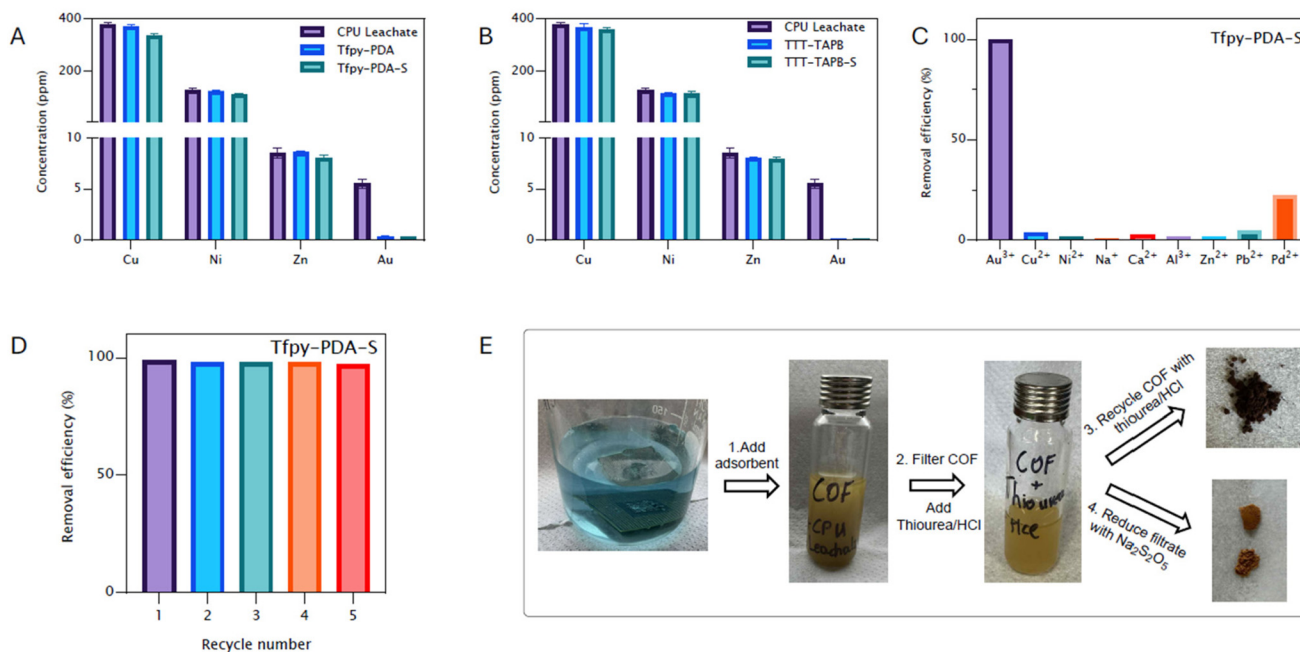 A
Concentration (ppm)
400
200
10
5
0
CPU Leachate
Tfpy-PDA
Tfpy-PDA-S
Cu Ni Zn Au
B
Concentration (ppm)
400
200
10
5
0
CPU Leachate
TTT-TAPB
TTT-TAPB-S
Cu Ni Zn Au
C
Tfpy-PDA-S
Removal efficiency (%)
100
50
0
Au³⁺ Cu²⁺ Ni²⁺ Na⁺ Ca²⁺ Al³⁺ Zn²⁺ Pb²⁺ Pd²⁺
D
Tfpy-PDA-S
Removal efficiency (%)
100
50
0
1 2 3 4 5
Recycle number
E
150
1.Add
adsorbent
COF
CPU
Leachate
2. Filter COF
Add
Thiourea/HCl
COF
+
Thiourea
HCl
3. Recycle COF with
thiourea/HCl
4. Reduce filtrate
with Na₂S₂O₅